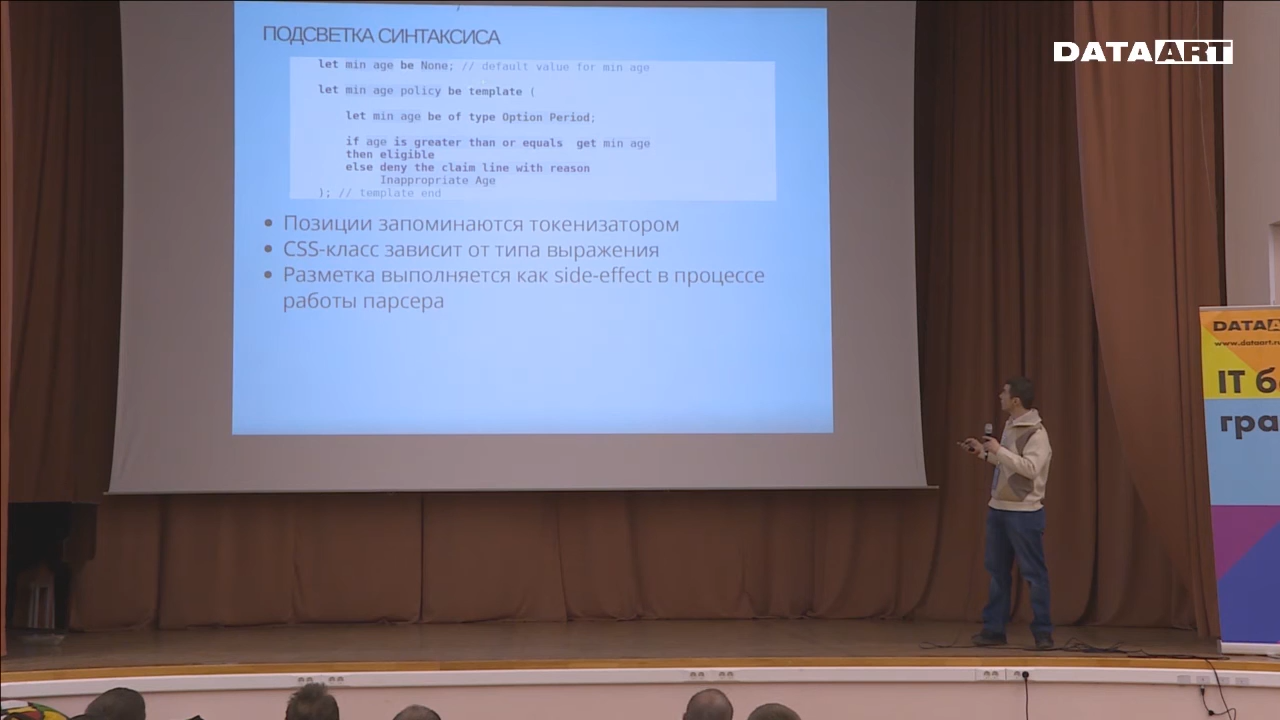 DATAART
ПОДСВЕТКА СИНТАКСИСА
let min age be None; // default value for min age
let min age policy be template (
let min age be of type Option Period;
if age is greater than or equals get min age
then eligible
else deny the claim line with reason
Inappropriate Age
); // template end
• Позиции запоминаются токенизатором
• CSS-класс зависит от типа выражения
• Разметка выполняется как side-effect в процессе
работы парсера
DATAA
www.dataart.ru
IT б
гра